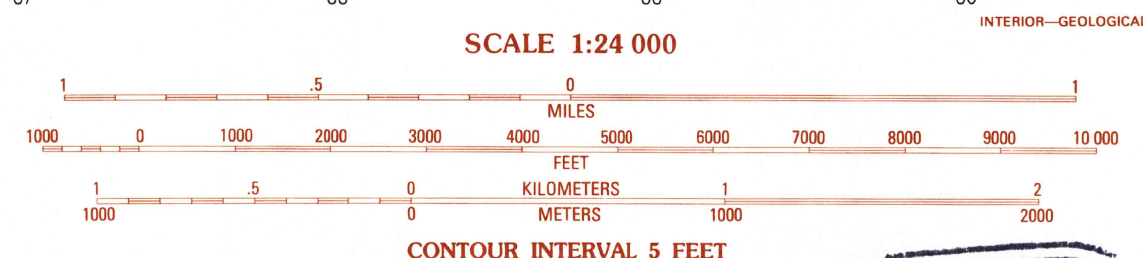 INTERIOR—GEOLOGICAL
SCALE 1:24 000
1 .5 0 1
MILES
1000 0 1000 2000 3000 4000 5000 6000 7000 8000 9000 10 000
FEET
1 .5 0 KILOMETERS 1 2
1000 0 METERS 1000 2000
CONTOUR INTERVAL 5 FEET